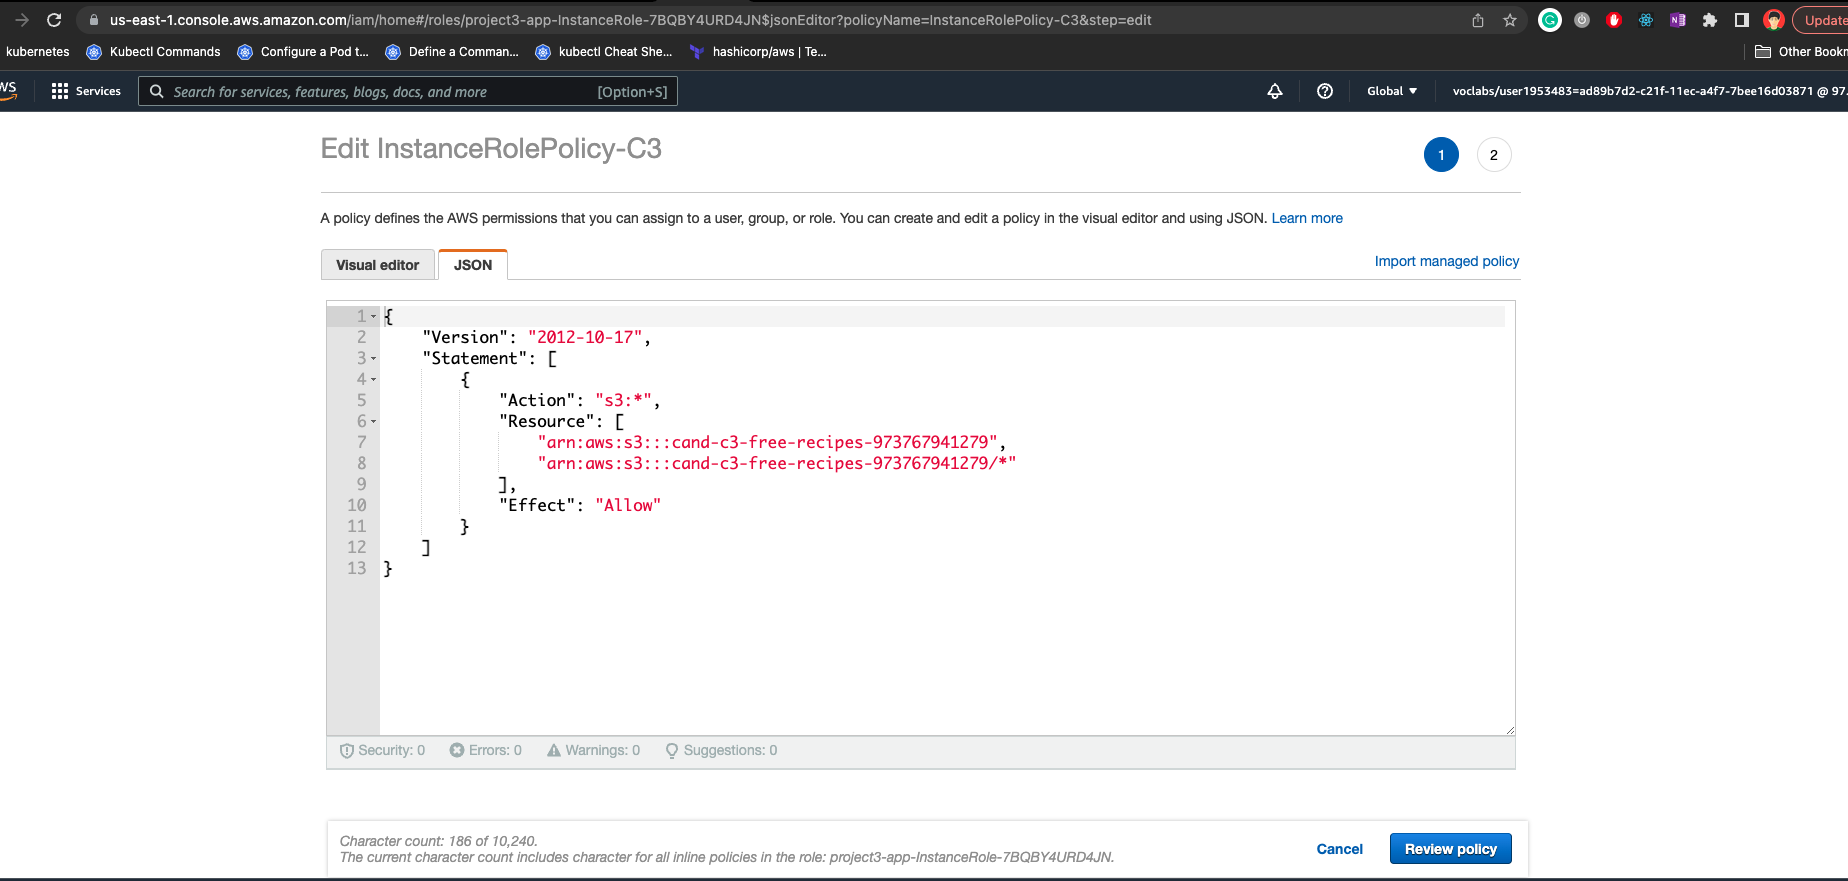 us-east-1.console.aws.amazon.com/iam/home#/roles/project3-app-InstanceRole-7BQBY4URD4JN$jsonEditor?policyName=InstanceRolePolicy-C3&step=edit
Update
kubernetes Kubectl Commands Configure a Pod t... Define a Comman... kubectl Cheat She... hashicorp/aws | Te... Other Bookm
Services Search for services, features, blogs, docs, and more [Option+S] Global voclabs/user1953483=ad89b7d2-c21f-11ec-a4f7-7bee16d03871 @ 97.
Edit InstanceRolePolicy-C3
1 2
A policy defines the AWS permissions that you can assign to a user, group, or role. You can create and edit a policy in the visual editor and using JSON. Learn more
Visual editor JSON Import managed policy
1 {
2 "Version": "2012-10-17",
3 "Statement": [
4 {
5 "Action": "s3:*",
6 "Resource": [
7 "arn:aws:s3:::cand-c3-free-recipes-973767941279",
8 "arn:aws:s3:::cand-c3-free-recipes-973767941279/*"
9 ],
10 "Effect": "Allow"
11 }
12 ]
13 }
Security: 0 Errors: 0 Warnings: 0 Suggestions: 0
Character count: 186 of 10,240.
The current character count includes character for all inline policies in the role: project3-app-InstanceRole-7BQBY4URD4JN.
Cancel Review policy